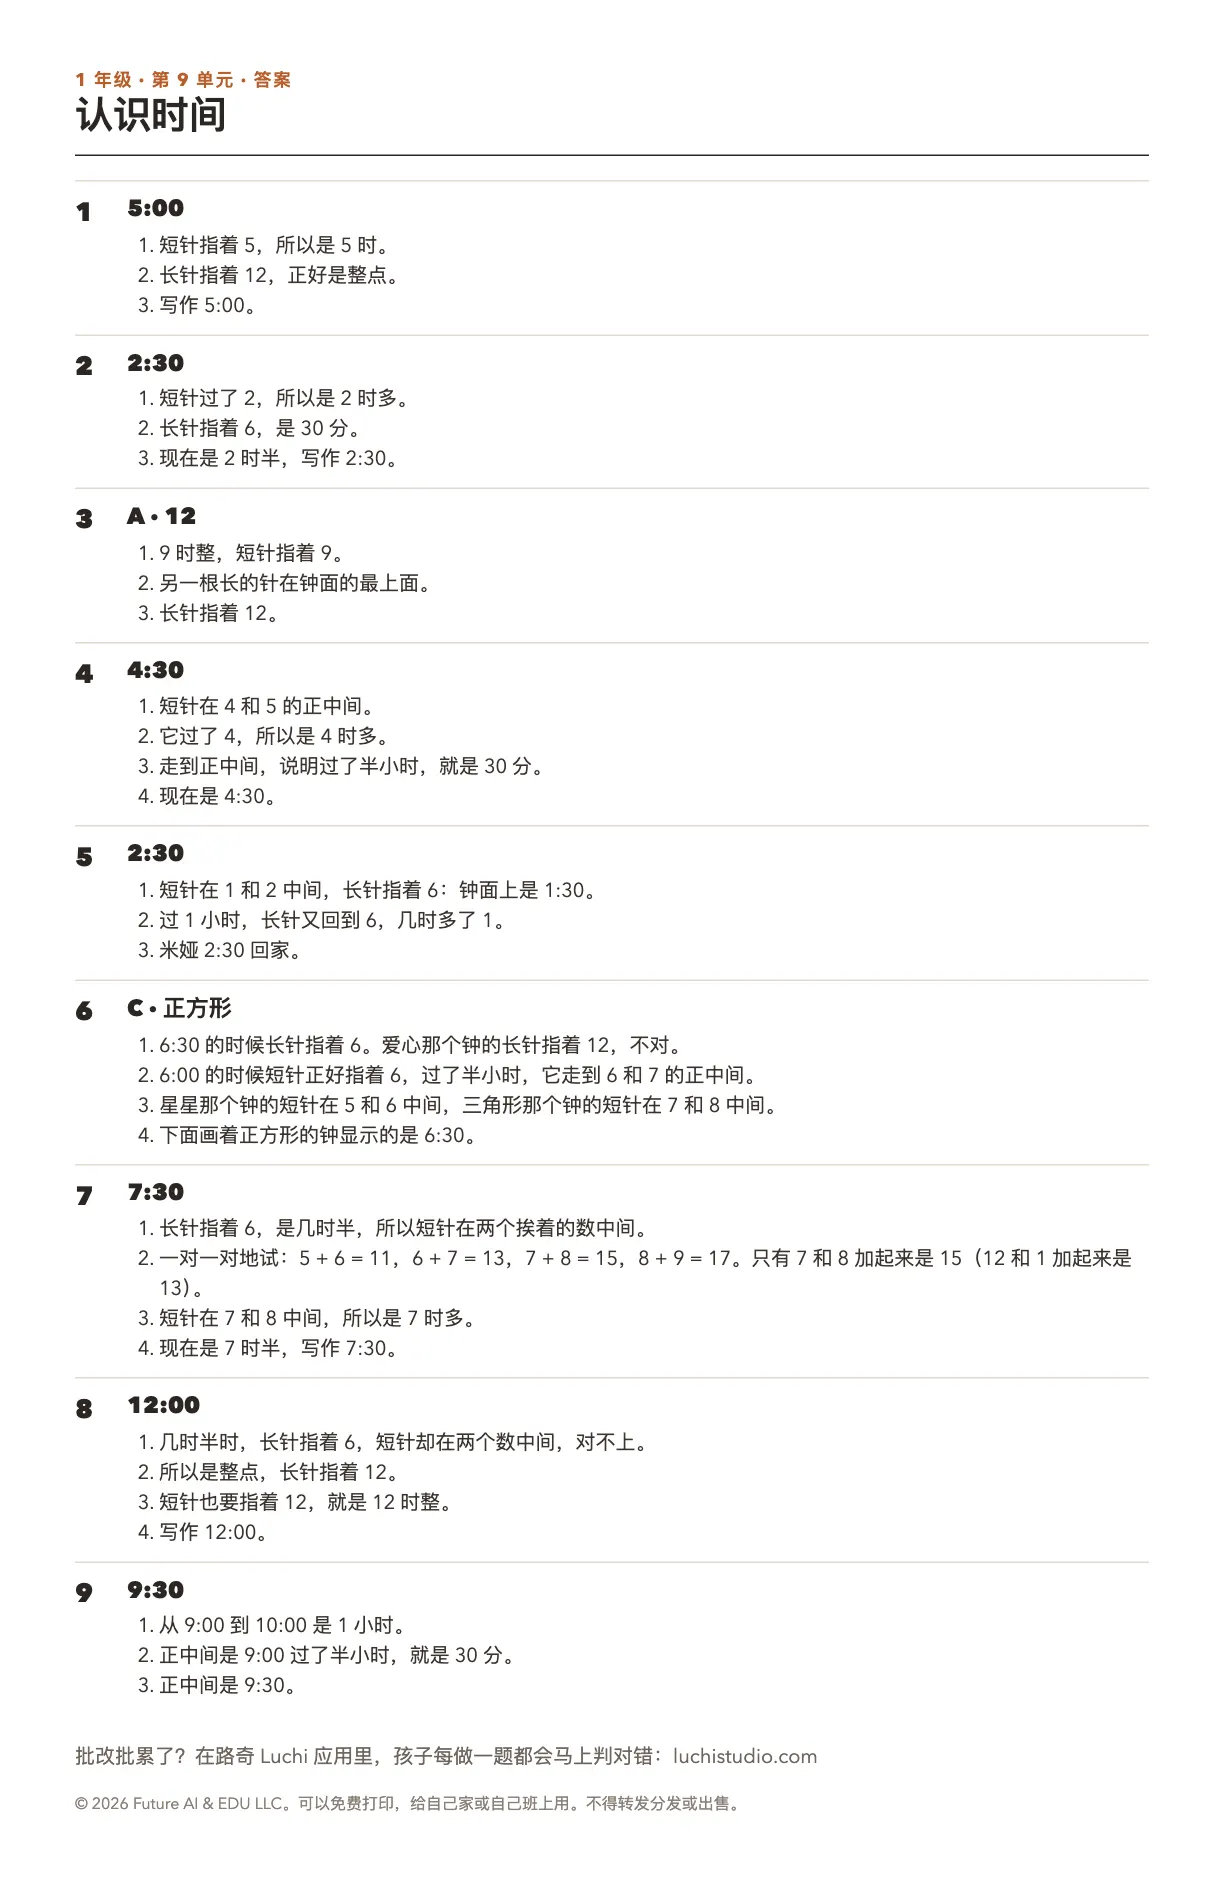 1 年级 · 第 9 单元 · 答案
认识时间
1 5:00
1. 短针指着 5，所以是 5 时。
2. 长针指着 12，正好是整点。
3. 写作 5:00。
2 2:30
1. 短针过了 2，所以是 2 时多。
2. 长针指着 6，是 30 分。
3. 现在是 2 时半，写作 2:30。
3 A · 12
1. 9 时整，短针指着 9。
2. 另一根长的针在钟面的最上面。
3. 长针指着 12。
4 4:30
1. 短针在 4 和 5 的正中间。
2. 它过了 4，所以是 4 时多。
3. 走到正中间，说明过了半小时，就是 30 分。
4. 现在是 4:30。
5 2:30
1. 短针在 1 和 2 中间，长针指着 6：钟面上是 1:30。
2. 过 1 小时，长针又回到 6，几时多了 1。
3. 米娅 2:30 回家。
6 C · 正方形
1. 6:30 的时候长针指着 6。爱心那个钟的长针指着 12，不对。
2. 6:00 的时候短针正好指着 6，过了半小时，它走到 6 和 7 的正中间。
3. 星星那个钟的短针在 5 和 6 中间，三角形那个钟的短针在 7 和 8 中间。
4. 下面画着正方形的钟显示的是 6:30。
7 7:30
1. 长针指着 6，是几时半，所以短针在两个挨着的数中间。
2. 一对一对地试：5 + 6 = 11，6 + 7 = 13，7 + 8 = 15，8 + 9 = 17。只有 7 和 8 加起来是 15（12 和 1 加起来是
13）。
3. 短针在 7 和 8 中间，所以是 7 时多。
4. 现在是 7 时半，写作 7:30。
8 12:00
1. 几时半时，长针指着 6，短针却在两个数中间，对不上。
2. 所以是整点，长针指着 12。
3. 短针也要指着 12，就是 12 时整。
4. 写作 12:00。
9 9:30
1. 从 9:00 到 10:00 是 1 小时。
2. 正中间是 9:00 过了半小时，就是 30 分。
3. 正中间是 9:30。
批改批累了？在路奇 Luchi 应用里，孩子每做一题都会马上判对错：luchistudio.com
© 2026 Future AI & EDU LLC。可以免费打印，给自己家或自己班上用。不得转发分发或出售。